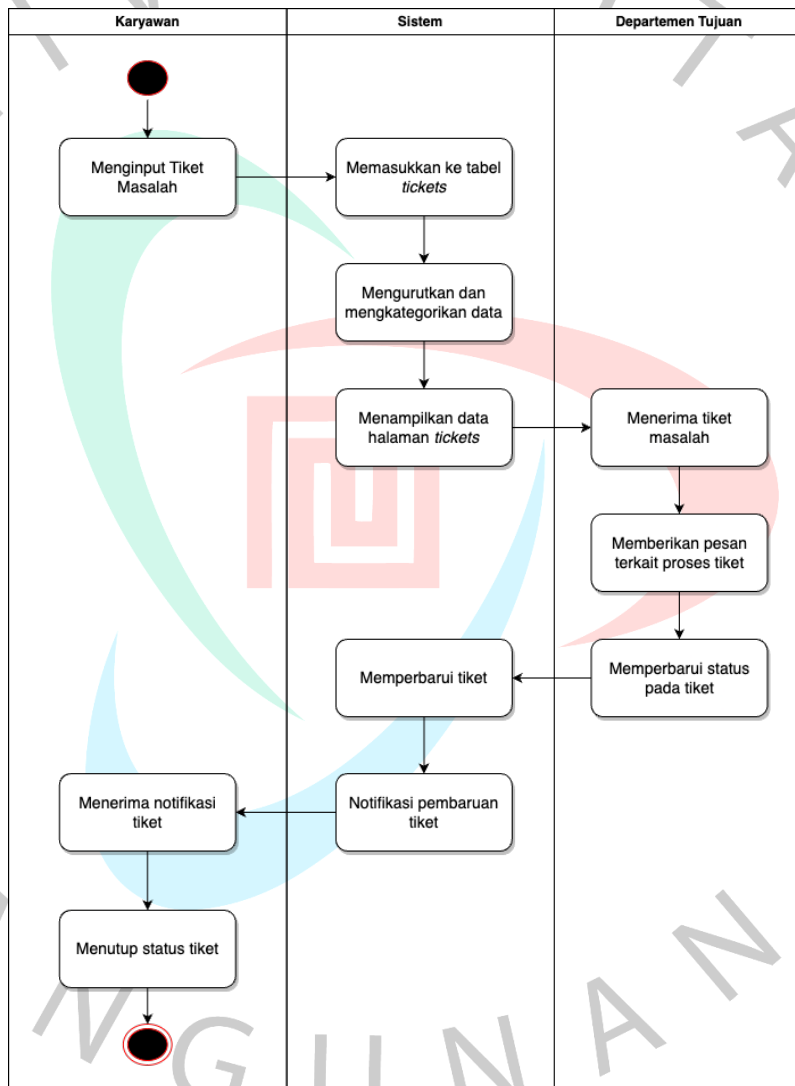 Karyawan
Sistem
Departemen Tujuan
Menginput Tiket
Masalah
Memasukkan ke tabel
tickets
Mengurutkan dan
mengkategorikan data
Menampilkan data
halaman tickets
Menerima tiket
masalah
Memberikan pesan
terkait proses tiket
Memperbarui tiket
Memperbarui status
pada tiket
Menerima notifikasi
tiket
Notifikasi pembaruan
tiket
Menutup status tiket
NGUNAN